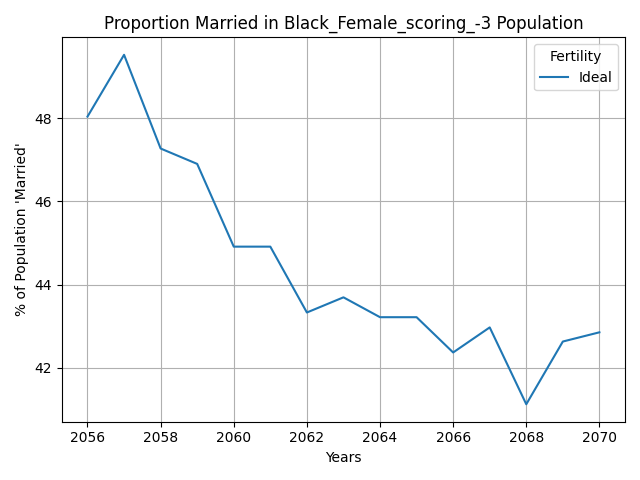 Proportion Married in Black_Female_scoring_-3 Population
% of Population 'Married'
48
46
44
42
Fertility
Ideal
2056 2058 2060 2062 2064 2066 2068 2070
Years